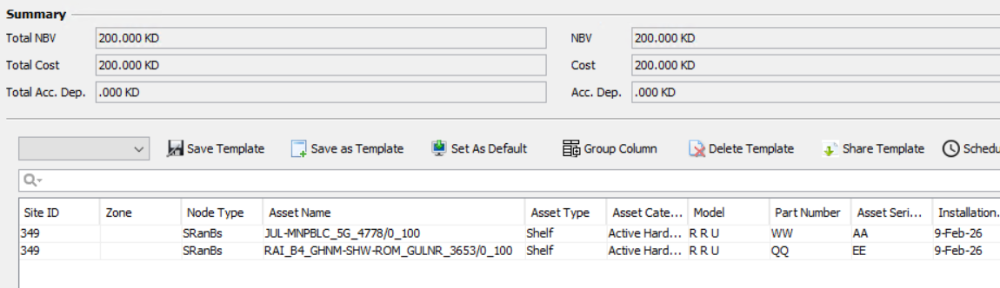 Summary
Total NBV 200.000 KD NBV 200.000 KD
Total Cost 200.000 KD Cost 200.000 KD
Total Acc. Dep. .000 KD Acc. Dep. .000 KD
Save Template Save as Template Set As Default Group Column Delete Template Share Template Schedu
Site ID Zone Node Type Asset Name Asset Type Asset Cate... Model Part Number Asset Seri... Installation.
349 SRanBs JUL-MNPBLC_5G_4778/0_100 Shelf Active Hard... R R U WW AA 9-Feb-26
349 SRanBs RAI_B4_GHNM-SHW-ROM_GULNR_3653/0_100 Shelf Active Hard... R R U QQ EE 9-Feb-26